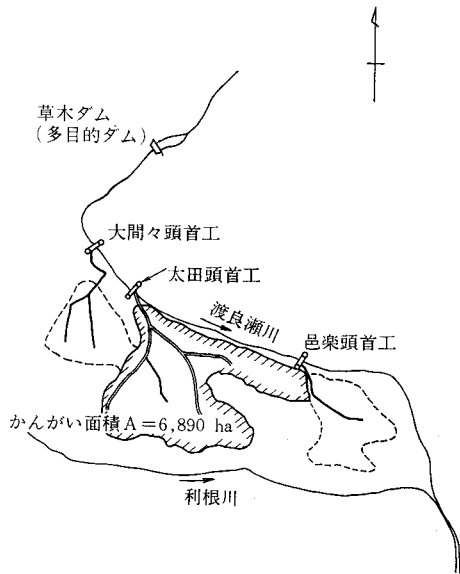 草木ダム
(多目的ダム)
大間々頭首工
太田頭首工
渡良瀬川
邑楽頭首工
かんがい面積A=6,890 ha
利根川